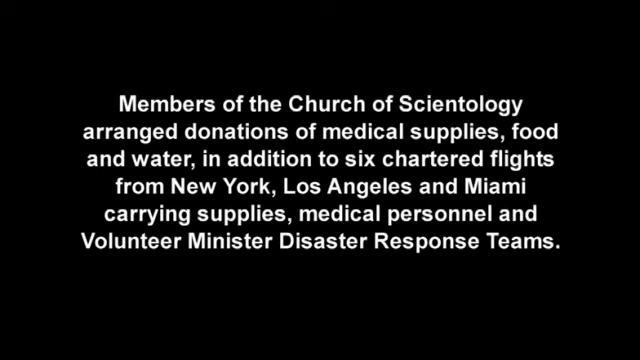 Members of the Church of Scientology
arranged donations of medical supplies, food
and water, in addition to six chartered flights
from New York, Los Angeles and Miami
carrying supplies, medical personnel and
Volunteer Minister Disaster Response Teams.